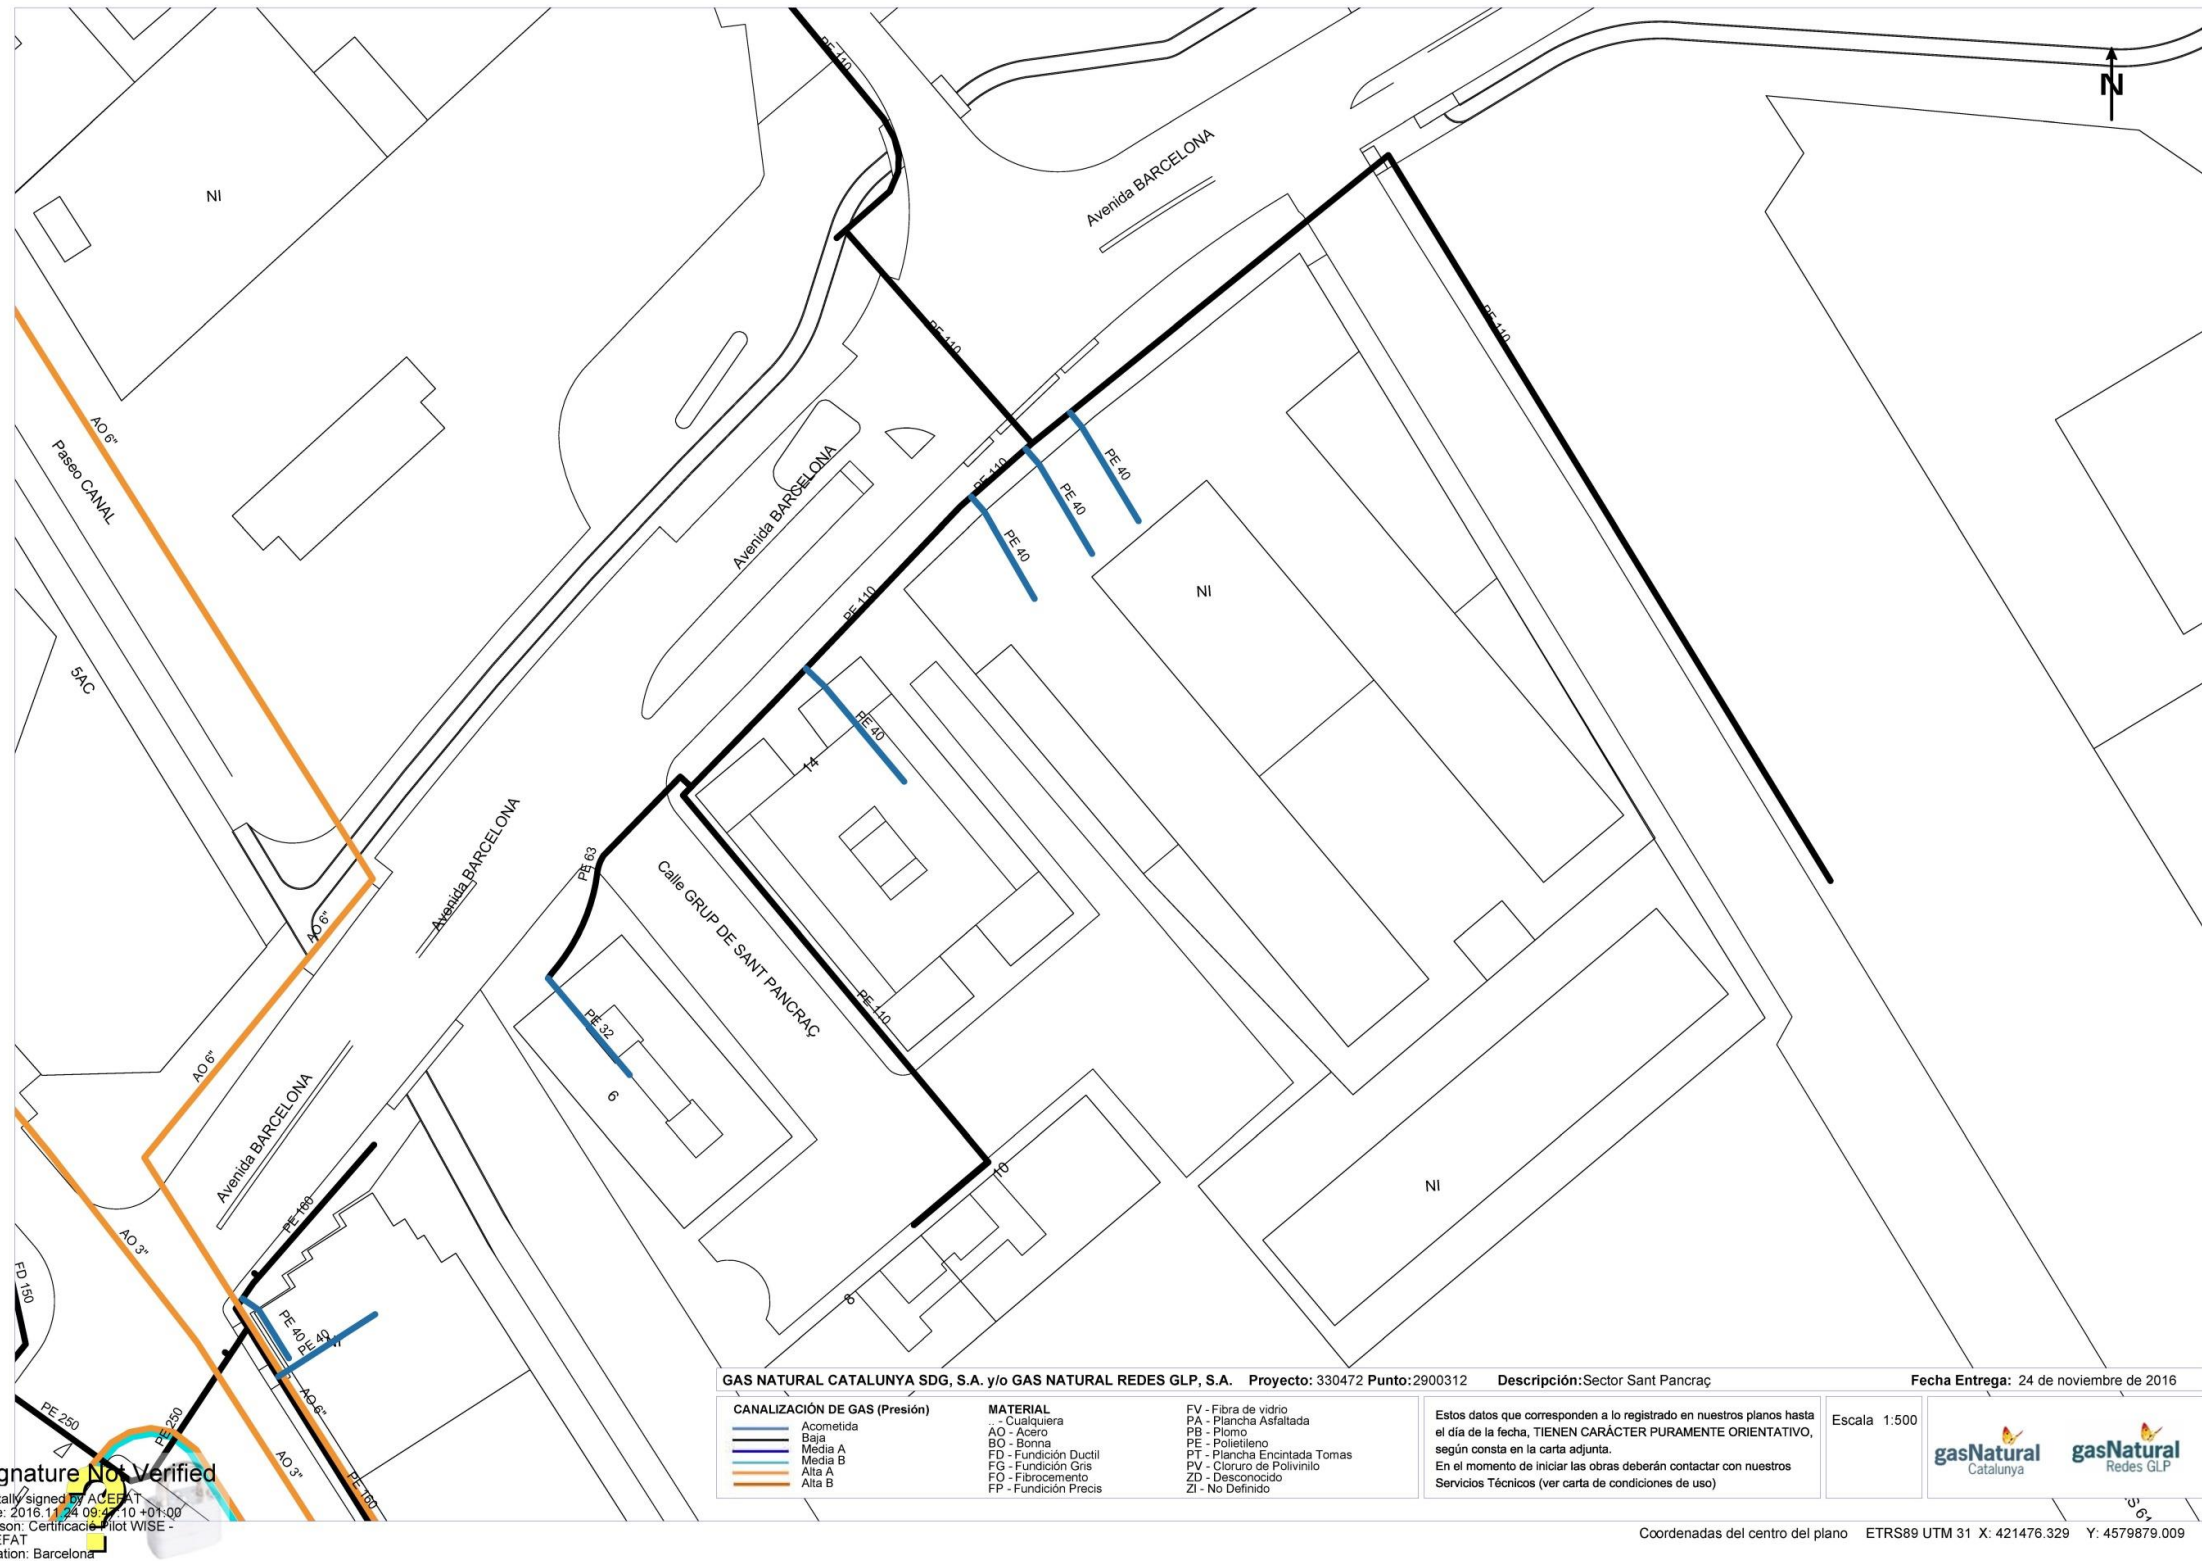 PE 110
N
Avenida BARCELONA
NI
PE 110
PE 110
AO 6"
Paseo CANAL
PE 110
PE 40
PE 40
PE 40
Avenida BARCELONA
PE 110
NI
5AC
PE 40
14
Avenida BARCELONA
PE 63
Calle GRUP DE SANT PANCRAÇ
AO 6"
PE 110
PE 32
AO 6"
6
Avenida BARCELONA
10
NI
PE 160
AO 3"
FD 150
8
PE 40
PE 40
AO 6"
PE 250
PE 250
AO 3"
PE 160
GAS NATURAL CATALUNYA SDG, S.A. y/o GAS NATURAL REDES GLP, S.A. Proyecto: 330472 Punto:2900312 Descripción:Sector Sant Pancraç Fecha Entrega: 24 de noviembre de 2016
CANALIZACIÓN DE GAS (Presión)
Acometida
Baja
Media A
Media B
Alta A
Alta B
MATERIAL
.. - Cualquiera
AO - Acero
BO - Bonna
FD - Fundición Ductil
FG - Fundición Gris
FO - Fibrocemento
FP - Fundición Precis
FV - Fibra de vidrio
PA - Plancha Asfaltada
PB - Plomo
PE - Polietileno
PT - Plancha Encintada Tomas
PV - Cloruro de Polivinilo
ZD - Desconocido
ZI - No Definido
Estos datos que corresponden a lo registrado en nuestros planos hasta
el día de la fecha, TIENEN CARÁCTER PURAMENTE ORIENTATIVO,
según consta en la carta adjunta.
En el momento de iniciar las obras deberán contactar con nuestros
Servicios Técnicos (ver carta de condiciones de uso)
Escala 1:500
gasNatural
Catalunya
gasNatural
Redes GLP
gnature Not Verified
tally signed by ACEFAT
e: 2016.11.24 09:47:10 +01:00
son: Certificació Pilot WISE -
EFAT
ation: Barcelona
?
Coordenadas del centro del plano ETRS89 UTM 31 X: 421476.329 Y: 4579879.009